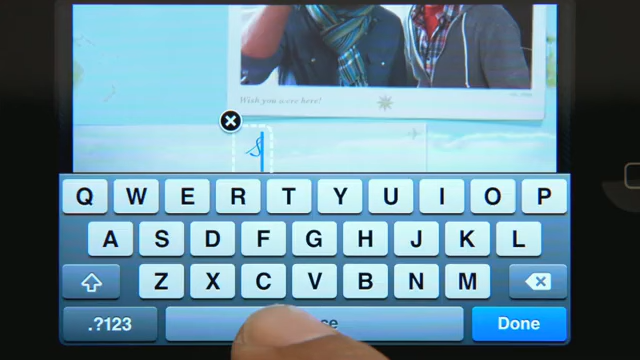 Wish you were here!
S
Q W E R T Y U I O P
A S D F G H J K L
Z X C V B N M
.?123 Done